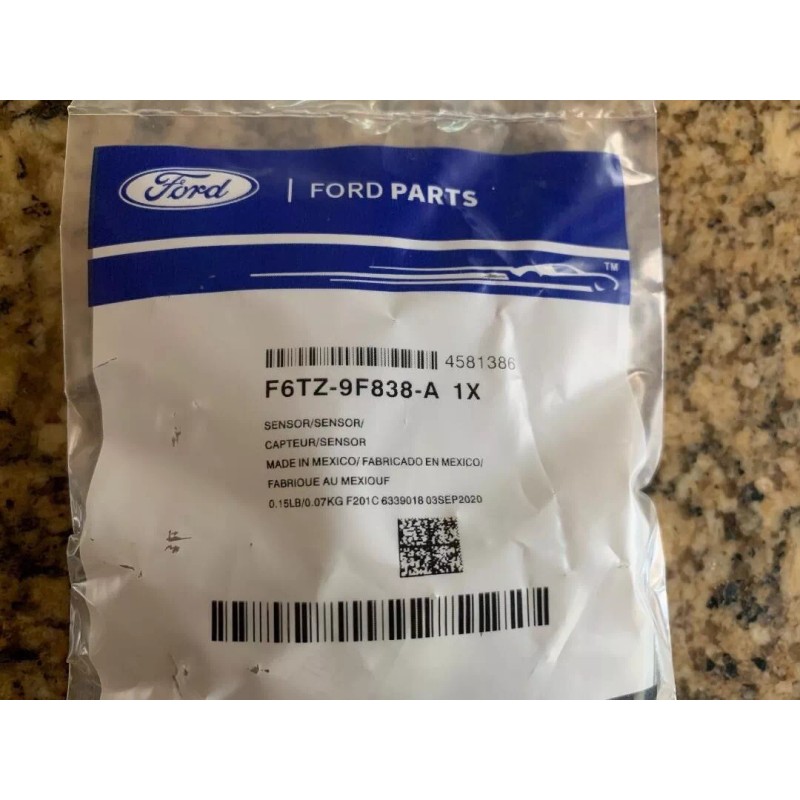 Ford | FORD PARTS
TM
4581386
F6TZ-9F838-A 1X
SENSOR/SENSOR/
CAPTEUR/SENSOR
MADE IN MEXICO/ FABRICADO EN MEXICO/
FABRIQUE AU MEXIOUF
0.15LB/0.07KG F201C 6339018 03SEP2020